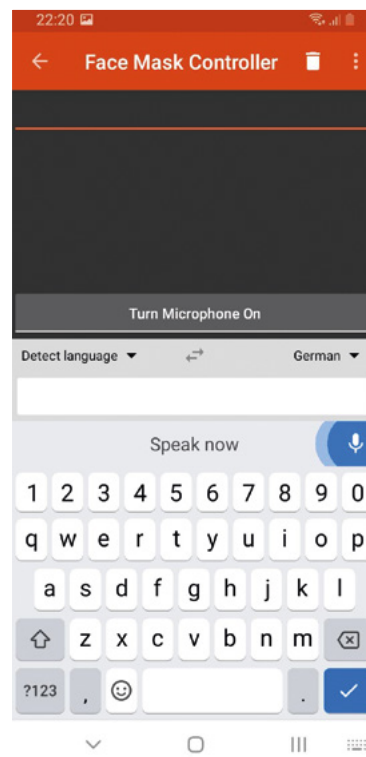 22:20
Face Mask Controller
Turn Microphone On
Detect language German
Speak now
1 2 3 4 5 6 7 8 9 0
q w e r t y u i o p
a s d f g h j k l
z x c v b n m
?123 , .